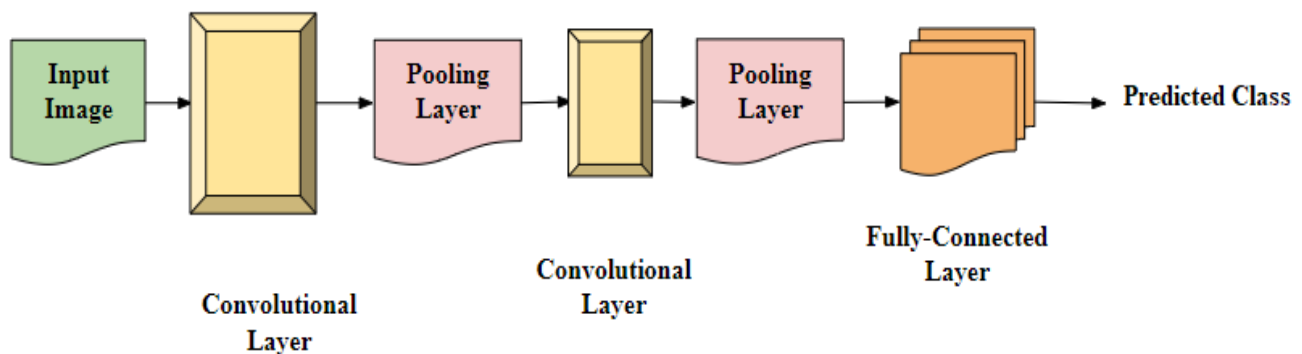 Input
Image
Pooling
Layer
Pooling
Layer
Predicted Class
Convolutional
Layer
Convolutional
Layer
Fully-Connected
Layer